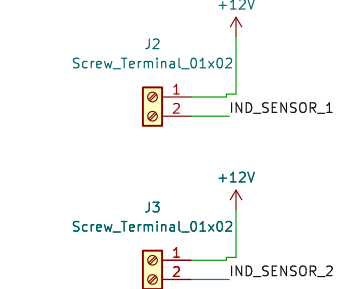 +12V
J2
Screw_Terminal_01x02
1
2
IND_SENSOR_1
+12V
J3
Screw_Terminal_01x02
1
2
IND_SENSOR_2